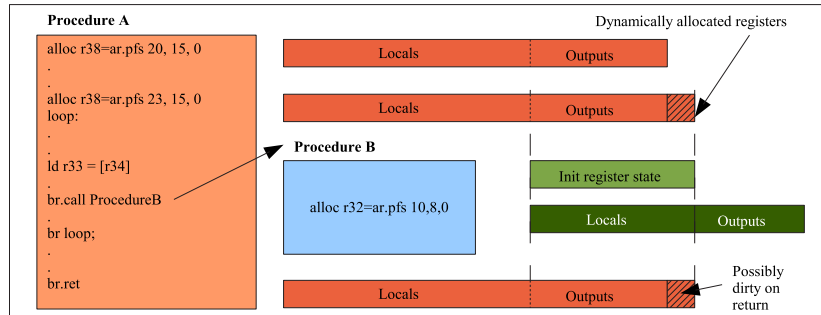 Procedure A
Dynamically allocated registers
alloc r38=ar.pfs 20, 15, 0
.
.
alloc r38=ar.pfs 23, 15, 0
loop:
.
.
ld r33 = [r34]
.
br.call ProcedureB
.
br loop;
.
.
br.ret
Locals
Outputs
Locals
Outputs
Procedure B
alloc r32=ar.pfs 10,8,0
Init register state
Locals
Outputs
Locals
Outputs
Possibly
dirty on
return